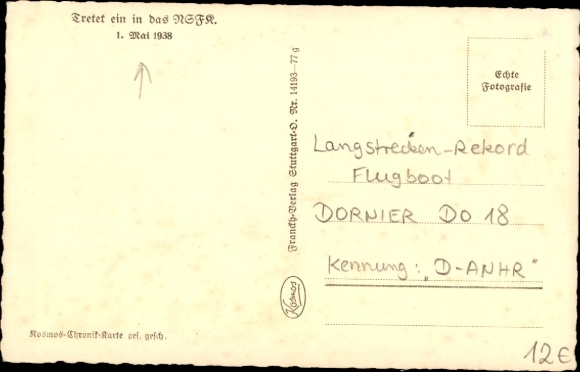 Tretet ein in das NSFK.
1. Mai 1938
Kosmos-Chronik-Karte ges. gesch.
Franckh-Verlag Stuttgart-O. Nr. 14193–77 g
Kosmos
Echte
Fotografie
Langstrecken-Rekord
Flugboot
DORNIER DO 18
Kennung: „D-ANHR"
12€